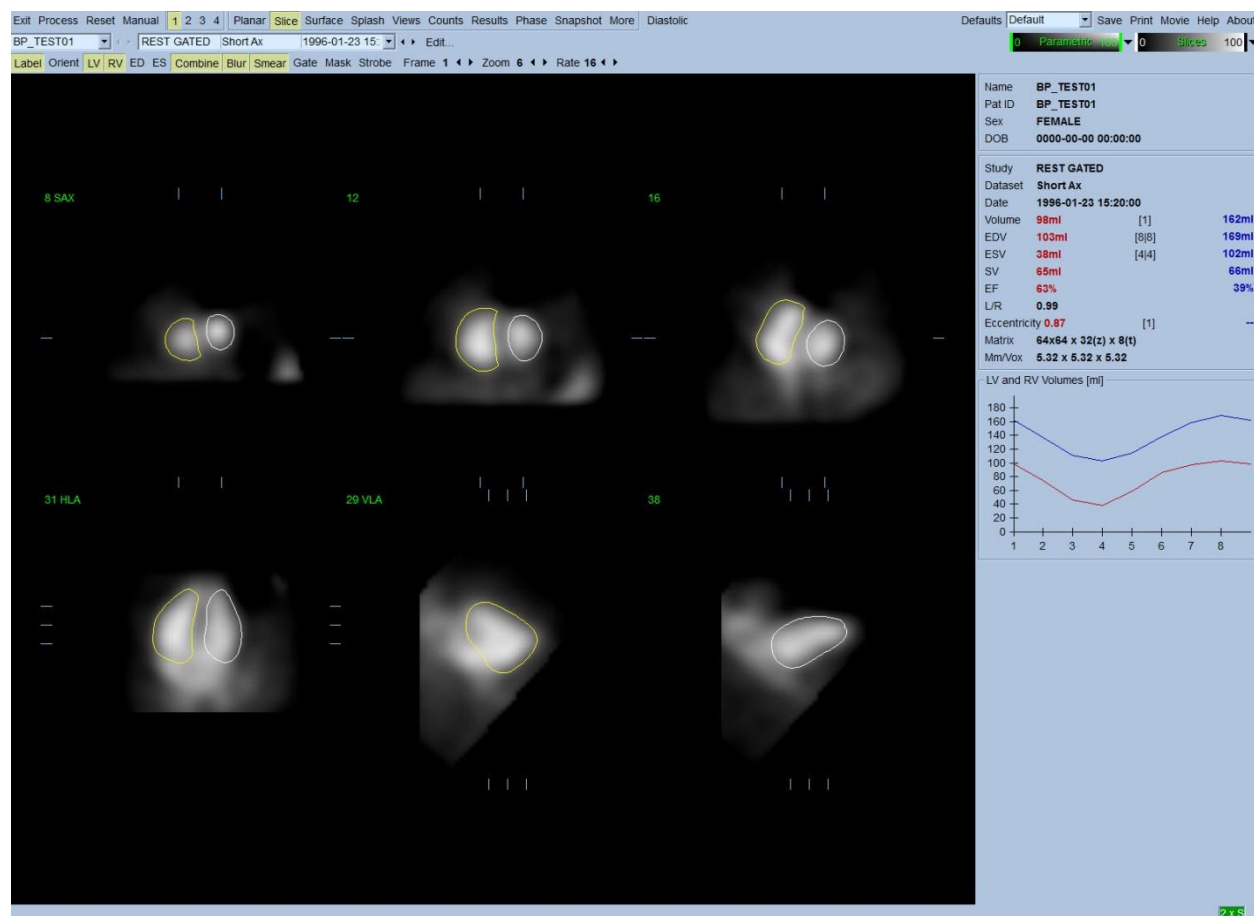 Exit Process Reset Manual 1 2 3 4 Planar Slice Surface Splash Views Counts Results Phase Snapshot More Diastolic Defaults Default Save Print Movie Help About
BP_TEST01 REST GATED Short Ax 1996-01-23 15: Edit... 0 Parametric 100 0 Slices 100
Label Orient LV RV ED ES Combine Blur Smear Gate Mask Strobe Frame 1 Zoom 6 Rate 16
Name BP_TEST01
Pat ID BP_TEST01
Sex FEMALE
DOB 0000-00-00 00:00:00
Study REST GATED
Dataset Short Ax
Date 1996-01-23 15:20:00
Volume 98ml [1] 162ml
EDV 103ml [8|8] 169ml
ESV 38ml [4|4] 102ml
SV 65ml 66ml
EF 63% 39%
L/R 0.99
Eccentricity 0.87 [1] --
Matrix 64x64 x 32(z) x 8(t)
Mm/Vox 5.32 x 5.32 x 5.32
LV and RV Volumes [ml]
180
160
140
120
100
80
60
40
20
0
1 2 3 4 5 6 7 8
8 SAX 12 16
31 HLA 29 VLA 38
2 x S